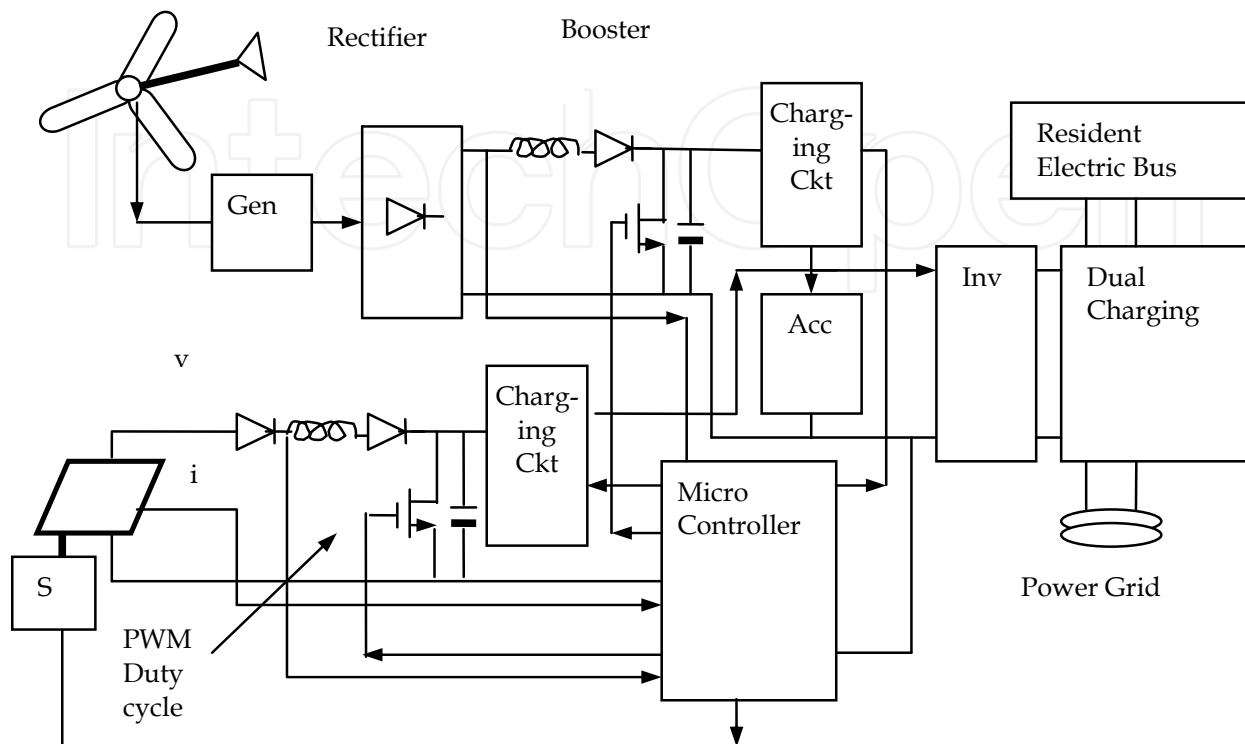 Rectifier
Booster
Charg-
ing
Ckt
Resident
Electric Bus
Gen
Inv
Dual
Charging
Acc
v
Charg-
ing
Ckt
i
Micro
Controller
S
Power Grid
PWM
Duty
cycle
IntechOpen